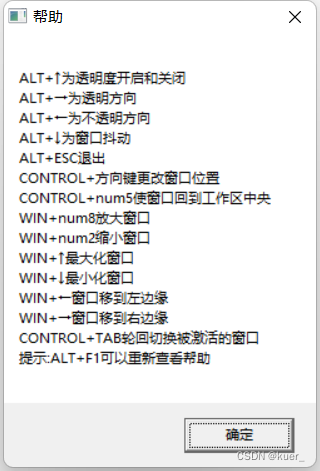 帮助
ALT+↑为透明度开启和关闭
ALT+→为透明方向
ALT+←为不透明方向
ALT+↓为窗口抖动
ALT+ESC退出
CONTROL+方向键更改窗口位置
CONTROL+num5使窗口回到工作区中央
WIN+num8放大窗口
WIN+num2缩小窗口
WIN+↑最大化窗口
WIN+↓最小化窗口
WIN+←窗口移到左边缘
WIN+→窗口移到右边缘
CONTROL+TAB轮回切换被激活的窗口
提示:ALT+F1可以重新查看帮助
确定
CSDN @kuer_